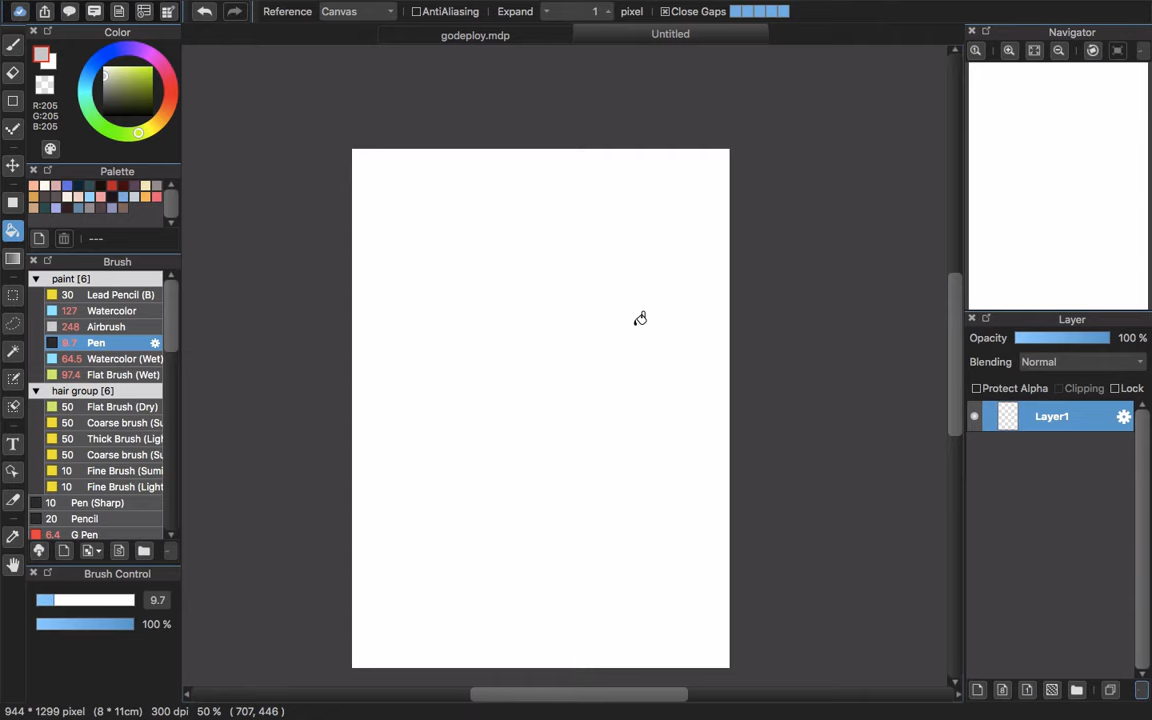 Reference Canvas AntiAliasing Expand 1 pixel Close Gaps
godeploy.mdp Untitled
Color
R:205
G:205
B:205
Palette
---
Brush
paint [6]
30 Lead Pencil (B)
127 Watercolor
248 Airbrush
9.7 Pen
64.5 Watercolor (Wet)
97.4 Flat Brush (Wet)
hair group [6]
50 Flat Brush (Dry)
50 Coarse brush (Su
50 Thick Brush (Ligh
50 Coarse brush (Su
10 Fine Brush (Sumi
10 Fine Brush (Light
10 Pen (Sharp)
20 Pencil
6.4 G Pen
Brush Control
9.7
100 %
Navigator
Layer
Opacity 100 %
Blending Normal
Protect Alpha Clipping Lock
Layer1
944 * 1299 pixel (8 * 11cm) 300 dpi 50 % ( 707, 446 )